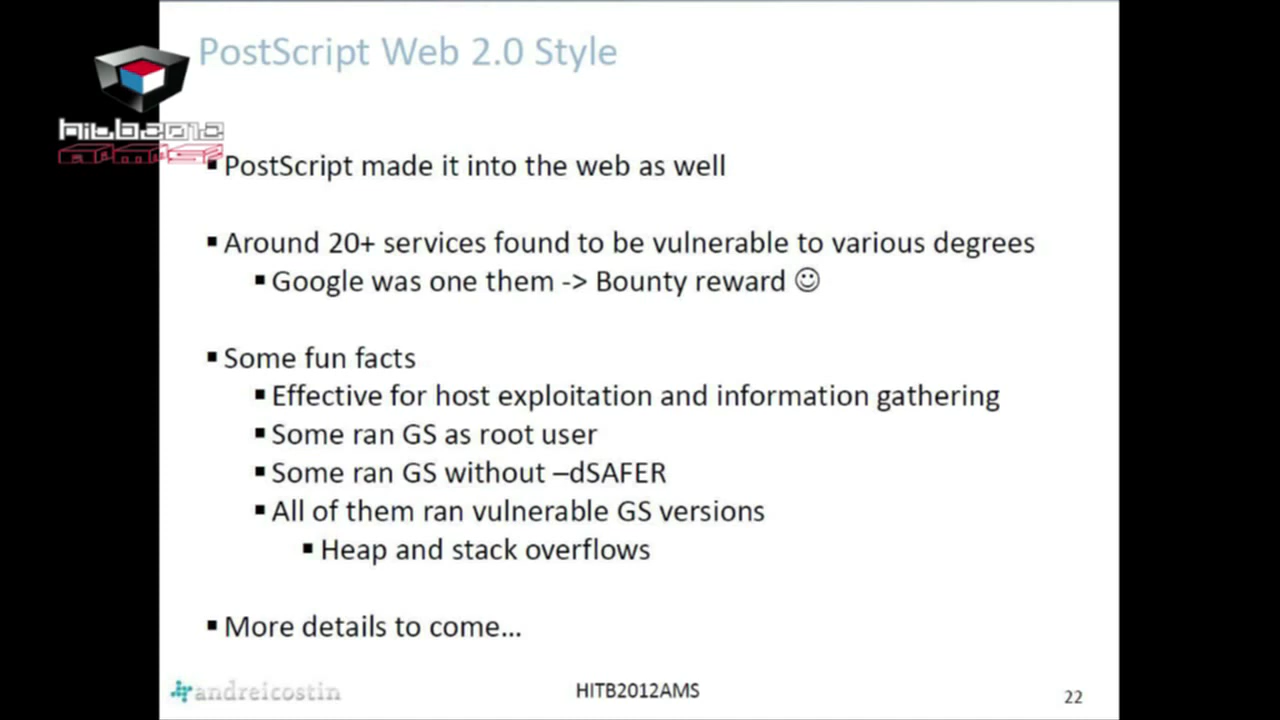 PostScript Web 2.0 Style
hitb2012
AMS
▪ PostScript made it into the web as well
▪ Around 20+ services found to be vulnerable to various degrees
▪ Google was one them -> Bounty reward ☺
▪ Some fun facts
▪ Effective for host exploitation and information gathering
▪ Some ran GS as root user
▪ Some ran GS without –dSAFER
▪ All of them ran vulnerable GS versions
▪ Heap and stack overflows
▪ More details to come...
andreicostin
HITB2012AMS
22